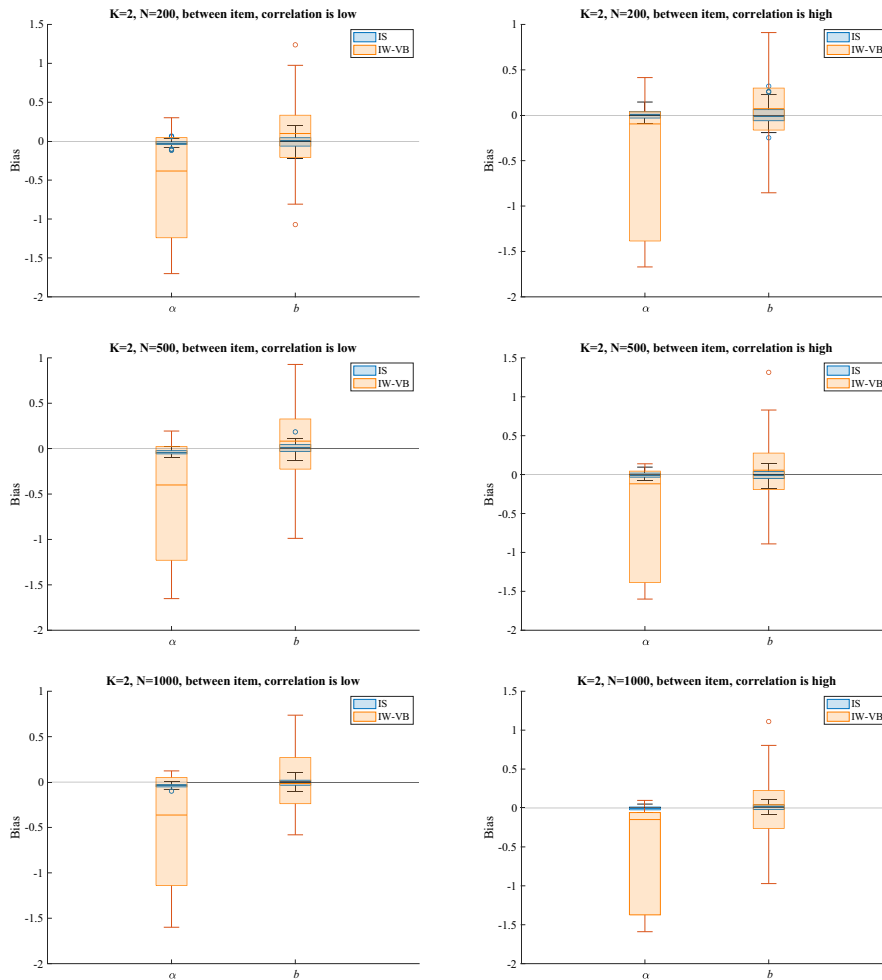 K=2, N=200, between item, correlation is low
1.5
1
0.5
0
-0.5
-1
-1.5
-2
Bias
α
b
IS
IW-VB
K=2, N=200, between item, correlation is high
1
0.5
0
-0.5
-1
-1.5
-2
Bias
α
b
IS
IW-VB
K=2, N=500, between item, correlation is low
1
0.5
0
-0.5
-1
-1.5
-2
Bias
α
b
IS
IW-VB
K=2, N=500, between item, correlation is high
1.5
1
0.5
0
-0.5
-1
-1.5
-2
Bias
α
b
IS
IW-VB
K=2, N=1000, between item, correlation is low
1
0.5
0
-0.5
-1
-1.5
-2
Bias
α
b
IS
IW-VB
K=2, N=1000, between item, correlation is high
1.5
1
0.5
0
-0.5
-1
-1.5
-2
Bias
α
b
IS
IW-VB